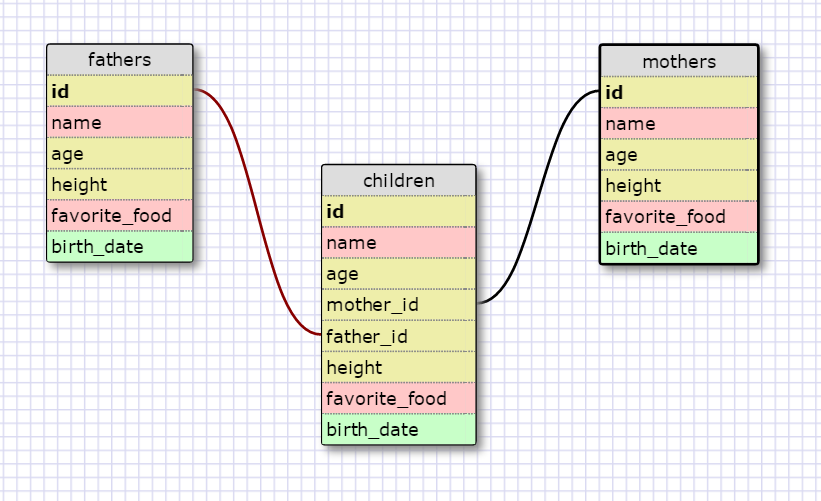 fathers
id
name
age
height
favorite_food
birth_date
children
id
name
age
mother_id
father_id
height
favorite_food
birth_date
mothers
id
name
age
height
favorite_food
birth_date